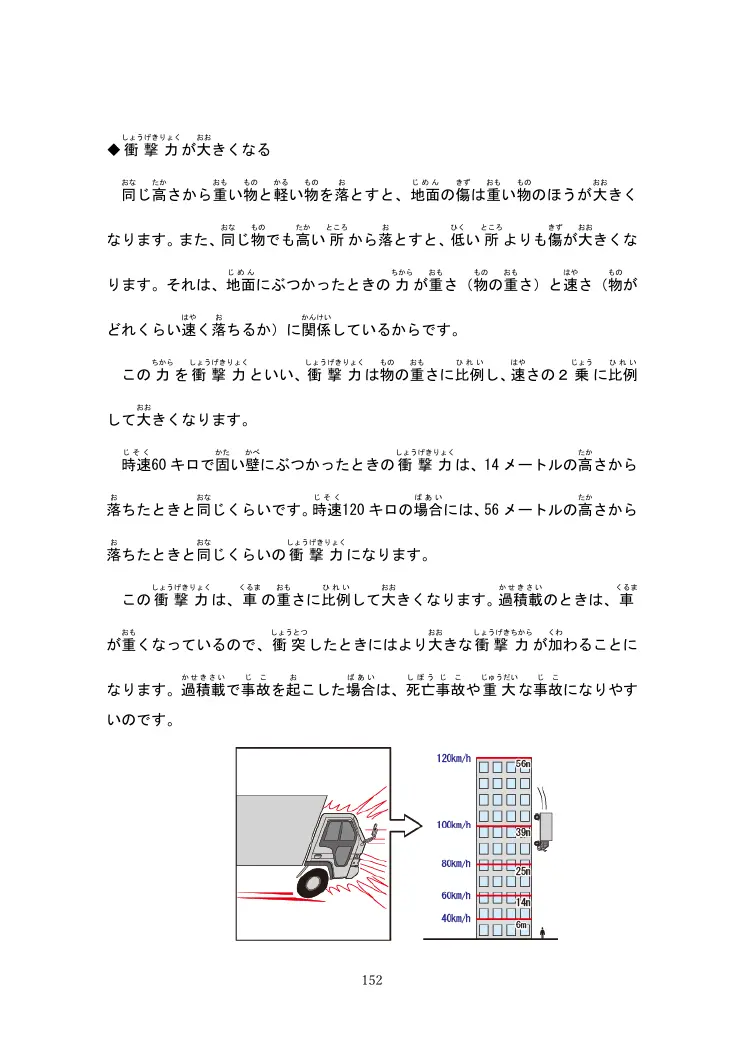 ◆衝撃力が大きくなる
同じ高さから重い物と軽い物を落とすと、地面の傷は重い物のほうが大きく
なります。また、同じ物でも高い所から落とすと、低い所よりも傷が大きくな
ります。それは、地面にぶつかったときの力が重さ（物の重さ）と速さ（物が
どれくらい速く落ちるか）に関係しているからです。
この力を衝撃力といい、衝撃力は物の重さに比例し、速さの２乗に比例
して大きくなります。
時速60キロで固い壁にぶつかったときの衝撃力は、14メートルの高さから
落ちたときと同じくらいです。時速120キロの場合には、56メートルの高さから
落ちたときと同じくらいの衝撃力になります。
この衝撃力は、車の重さに比例して大きくなります。過積載のときは、車
が重くなっているので、衝突したときにはより大きな衝撃力が加わることに
なります。過積載で事故を起こした場合は、死亡事故や重大な事故になりやす
いのです。
120km/h
56m
100km/h
39m
80km/h
25m
60km/h
14m
40km/h
6m
152